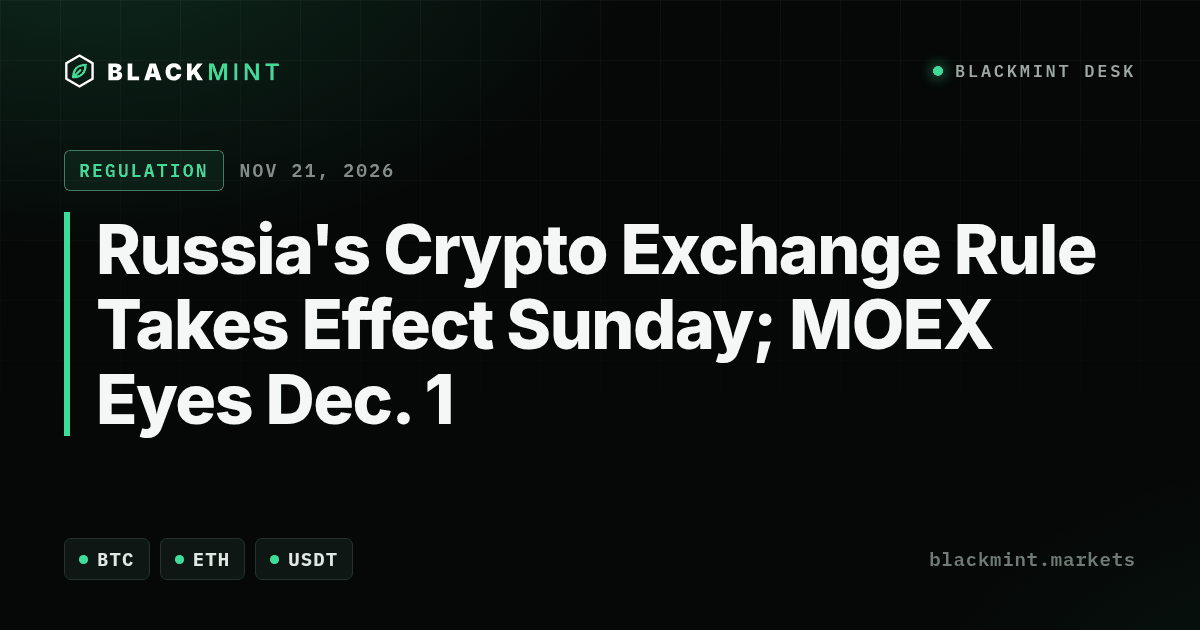 BLACKMINT
BLACKMINT DESK
REGULATION
NOV 21, 2026
Russia's Crypto Exchange Rule
Takes Effect Sunday; MOEX
Eyes Dec. 1
BTC
ETH
USDT
blackmint.markets